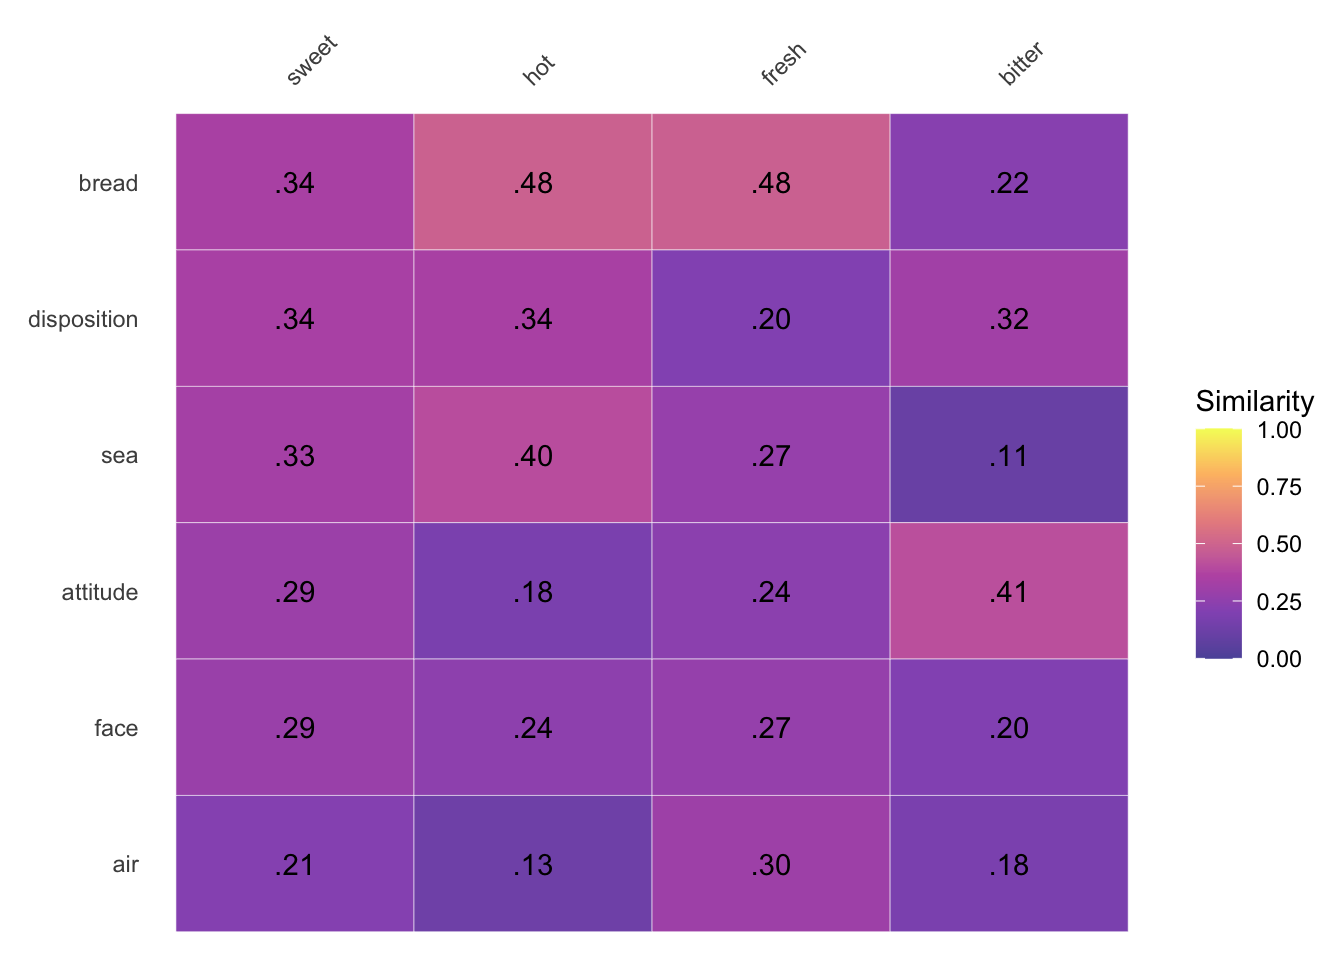 sweet hot fresh bitter
bread .34 .48 .48 .22
disposition .34 .34 .20 .32
sea .33 .40 .27 .11
attitude .29 .18 .24 .41
face .29 .24 .27 .20
air .21 .13 .30 .18
Similarity
1.00
0.75
0.50
0.25
0.00